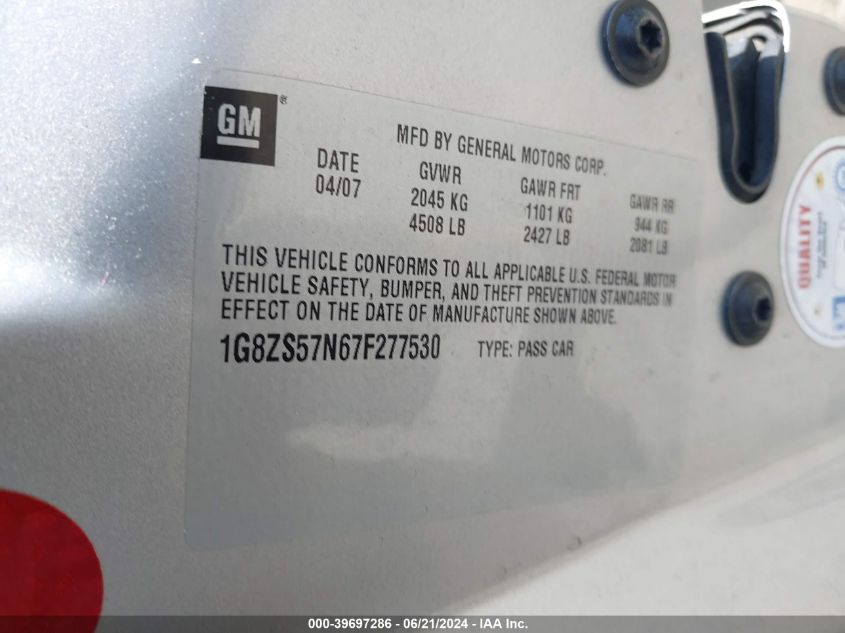 GM ®
MFD BY GENERAL MOTORS CORP.
DATE GVWR GAWR FRT GAWR RR
04/07 2045 KG 1101 KG 944 KG
4508 LB 2427 LB 2081 LB
THIS VEHICLE CONFORMS TO ALL APPLICABLE U.S. FEDERAL MOTOR
VEHICLE SAFETY, BUMPER, AND THEFT PREVENTION STANDARDS IN
EFFECT ON THE DATE OF MANUFACTURE SHOWN ABOVE.
1G8ZS57N67F277530 TYPE: PASS CAR
QUALITY
000-39697286 - 06/21/2024 - IAA Inc.